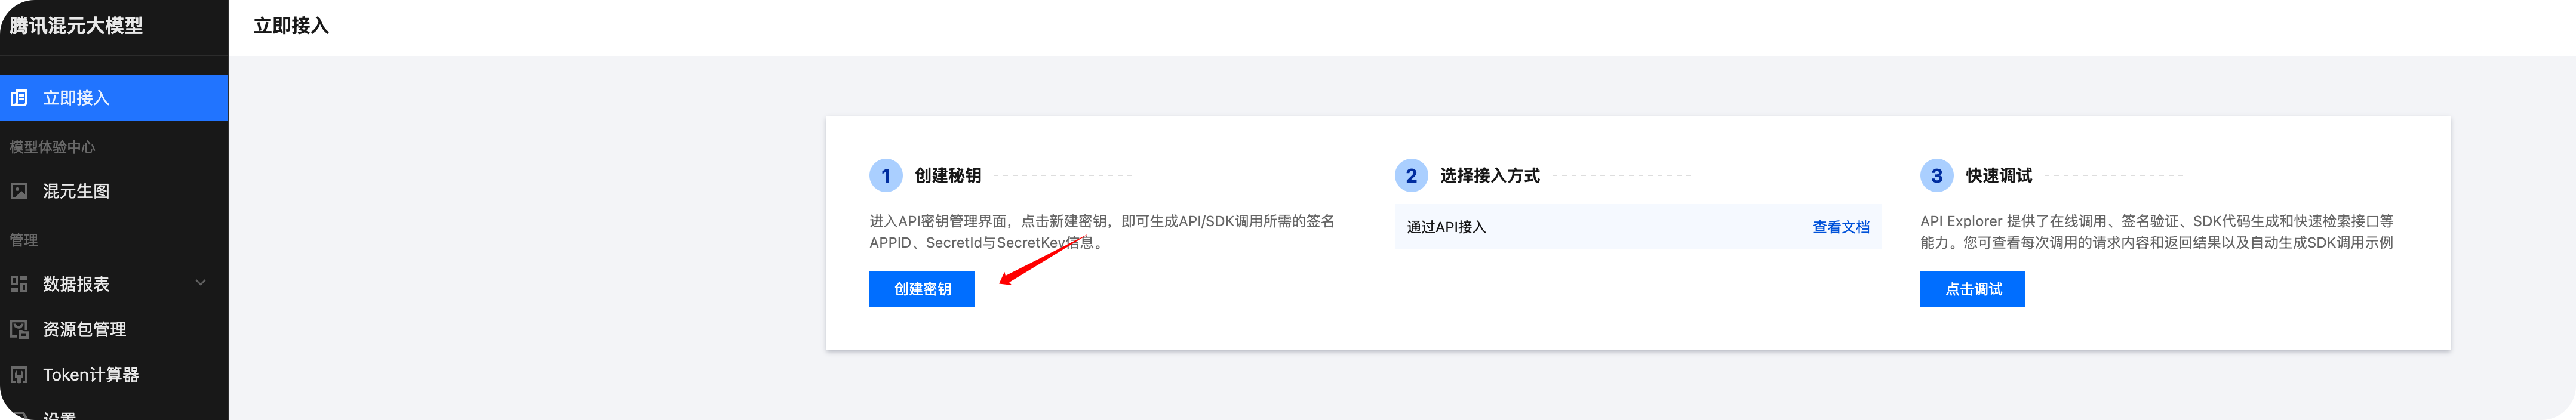 腾讯混元大模型
立即接入
立即接入
模型体验中心
混元生图
管理
数据报表
资源包管理
Token计算器
设置
1 创建秘钥
进入API密钥管理界面，点击新建密钥，即可生成API/SDK调用所需的签名
APPID、SecretId与SecretKey信息。
创建密钥
2 选择接入方式
通过API接入 查看文档
3 快速调试
API Explorer 提供了在线调用、签名验证、SDK代码生成和快速检索接口等
能力。您可查看每次调用的请求内容和返回结果以及自动生成SDK调用示例
点击调试